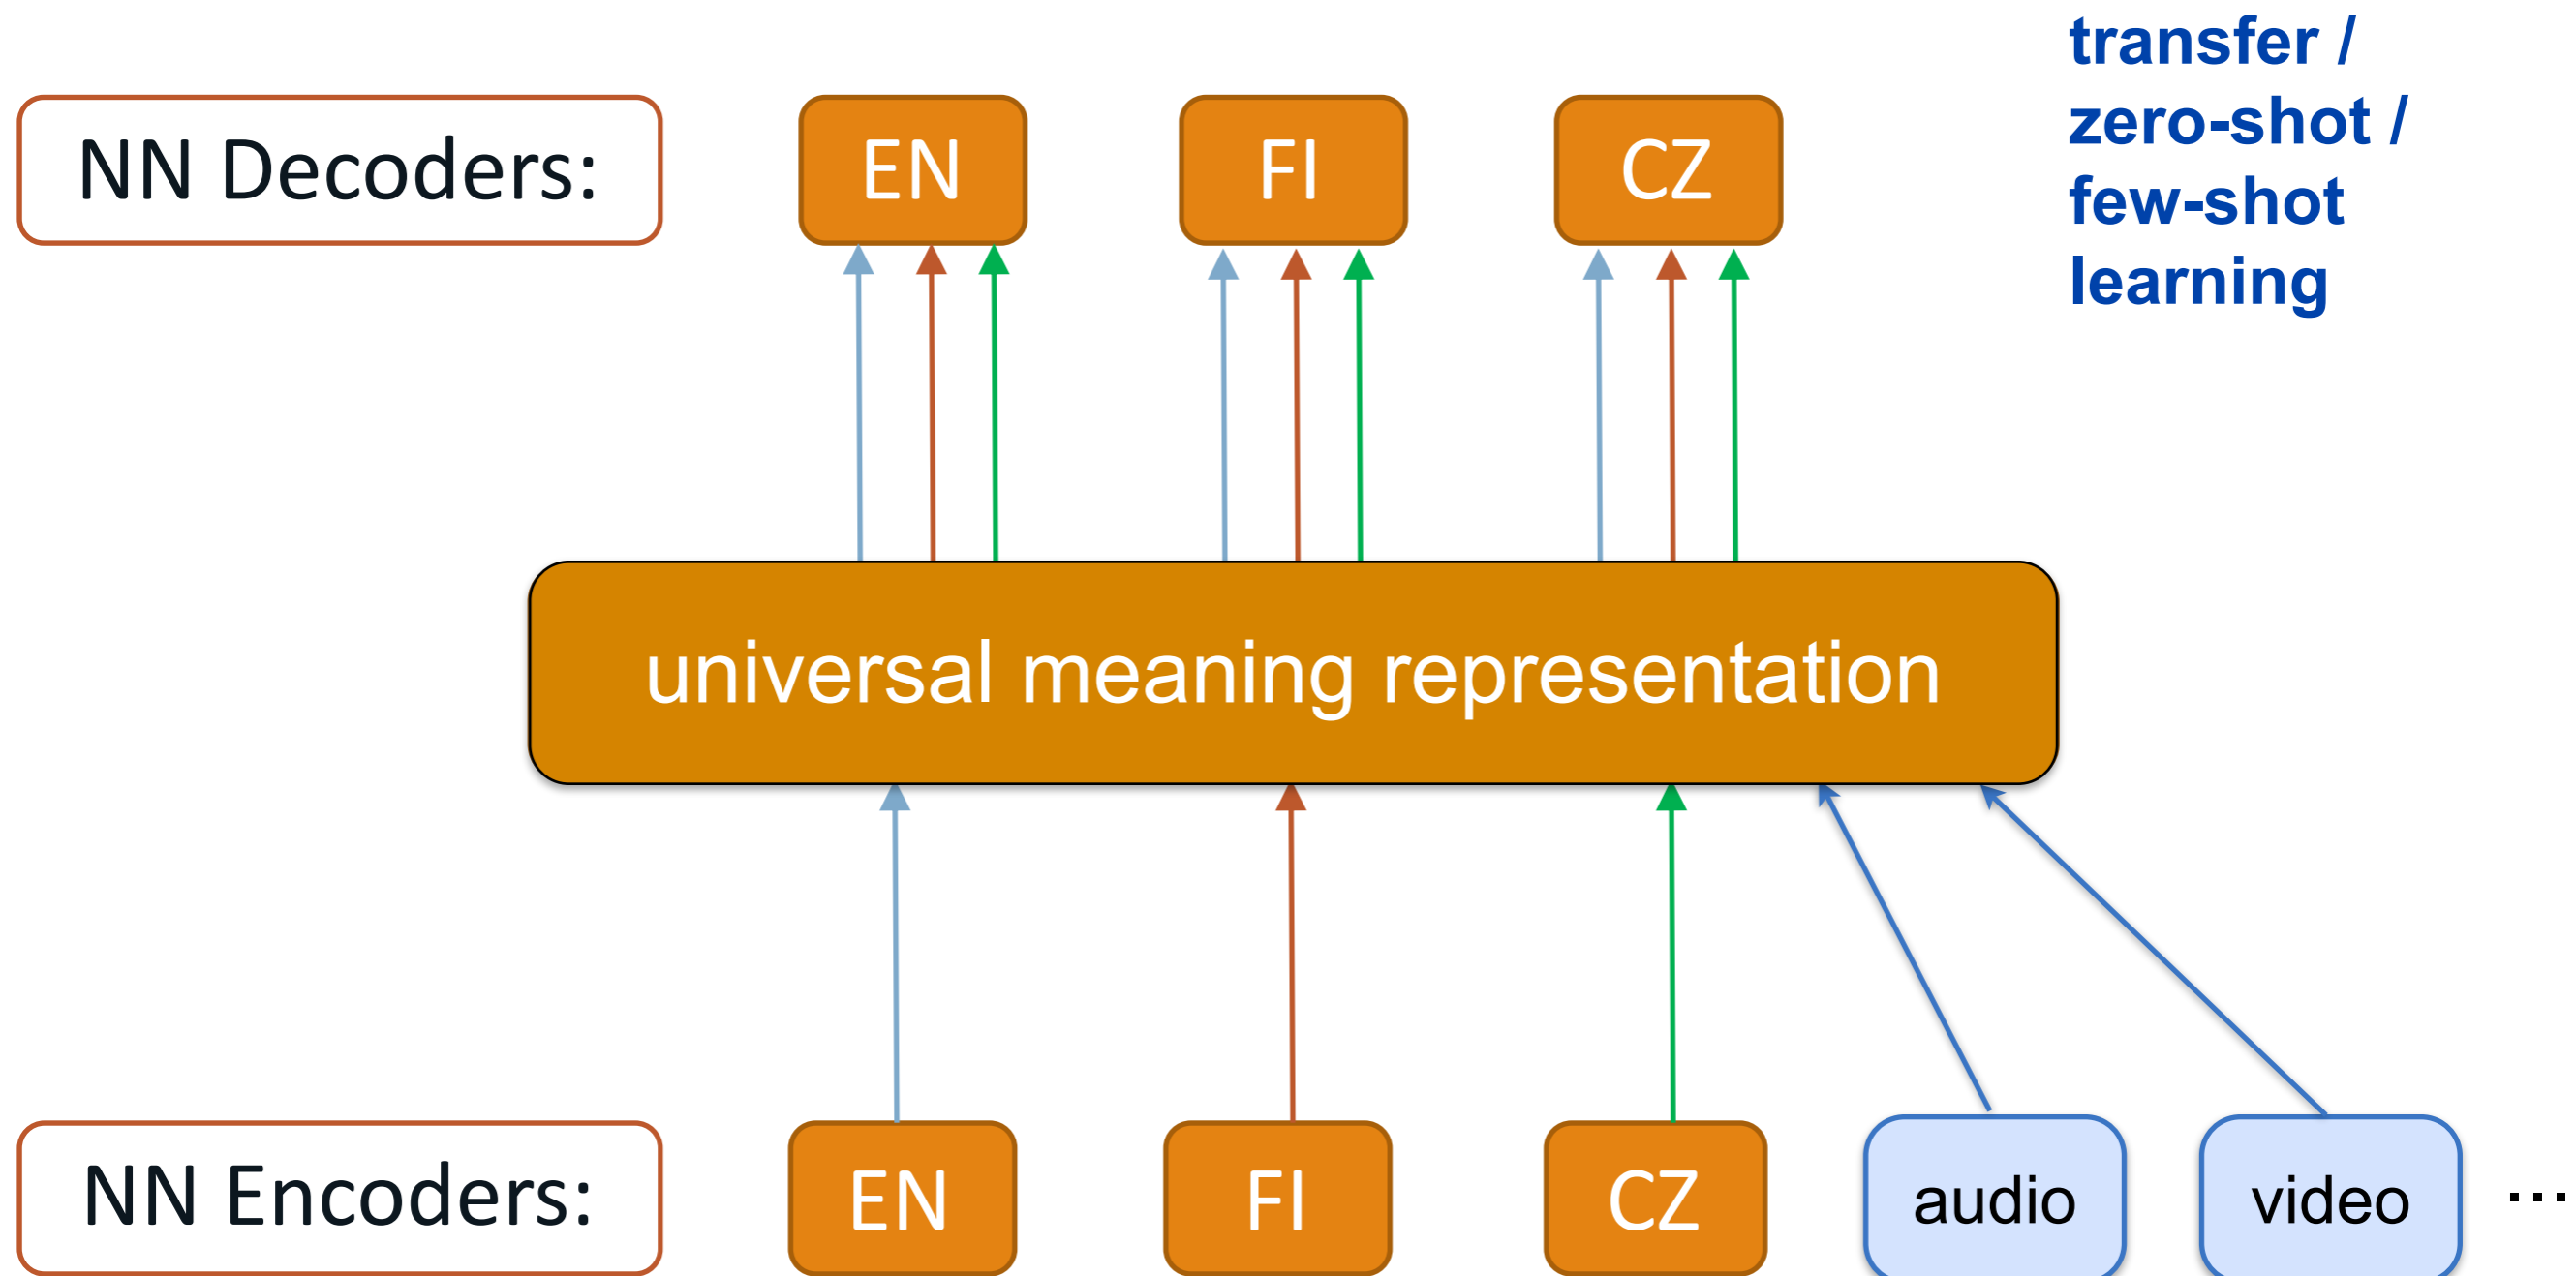 transfer /
zero-shot /
few-shot
learning
NN Decoders:
EN
FI
CZ
universal meaning representation
NN Encoders:
EN
FI
CZ
audio
video
...